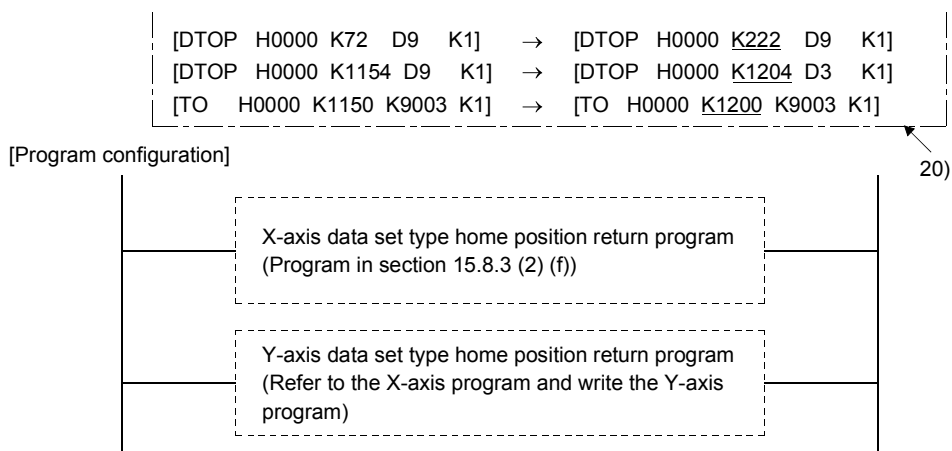 [DTOP H0000 K72 D9 K1] → [DTOP H0000 K222 D9 K1]
[DTOP H0000 K1154 D9 K1] → [DTOP H0000 K1204 D3 K1]
[TO H0000 K1150 K9003 K1] → [TO H0000 K1200 K9003 K1]
20)
[Program configuration]
X-axis data set type home position return program
(Program in section 15.8.3 (2) (f))
Y-axis data set type home position return program
(Refer to the X-axis program and write the Y-axis
program)